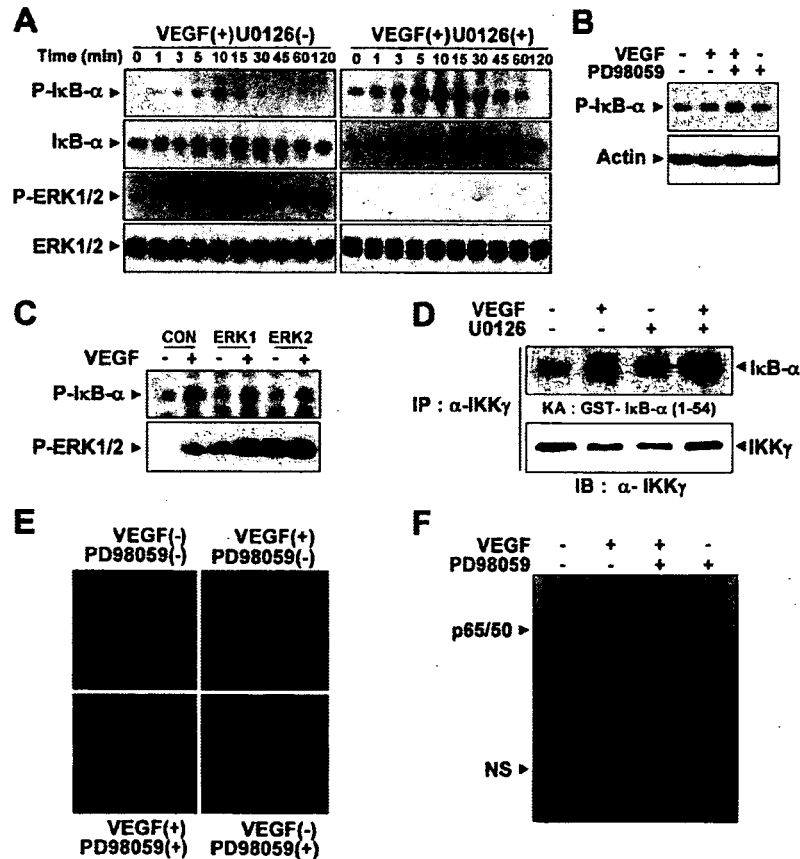 A
VEGF(+)U0126(-) VEGF(+)U0126(+)
Time (min) 0 1 3 5 10 15 30 45 60 120 0 1 3 5 10 15 30 45 60 120
P-IκB-α
IκB-α
P-ERK1/2
ERK1/2
B
VEGF - + + -
PD98059 - - + +
P-IκB-α
Actin
C
CON ERK1 ERK2
VEGF - + - + - +
P-IκB-α
P-ERK1/2
D
VEGF - + - +
U0126 - - + +
IκB-α
IP : α-IKKγ
KA : GST- IκB-α (1-54)
IKKγ
IB : α- IKKγ
E
VEGF(-) VEGF(+)
PD98059(-) PD98059(-)
VEGF(+) VEGF(-)
PD98059(+) PD98059(+)
F
VEGF - + + -
PD98059 - - + +
p65/50
NS